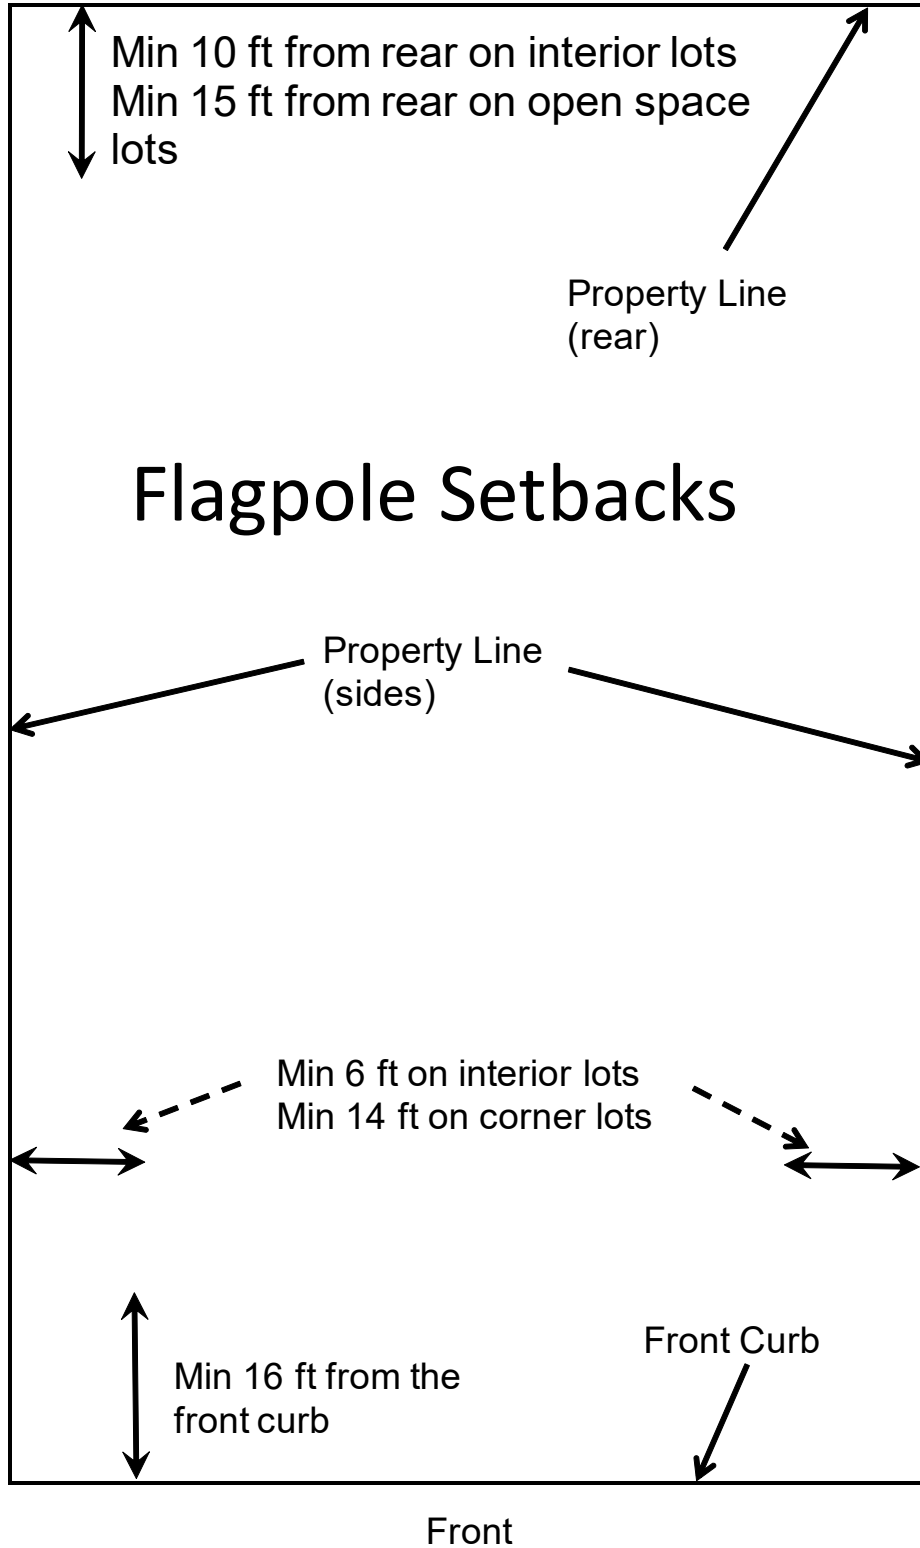 Min 10 ft from rear on interior lots
Min 15 ft from rear on open space
lots
Property Line
(rear)
Flagpole Setbacks
Property Line
(sides)
Min 6 ft on interior lots
Min 14 ft on corner lots
Front Curb
Min 16 ft from the
front curb
Front